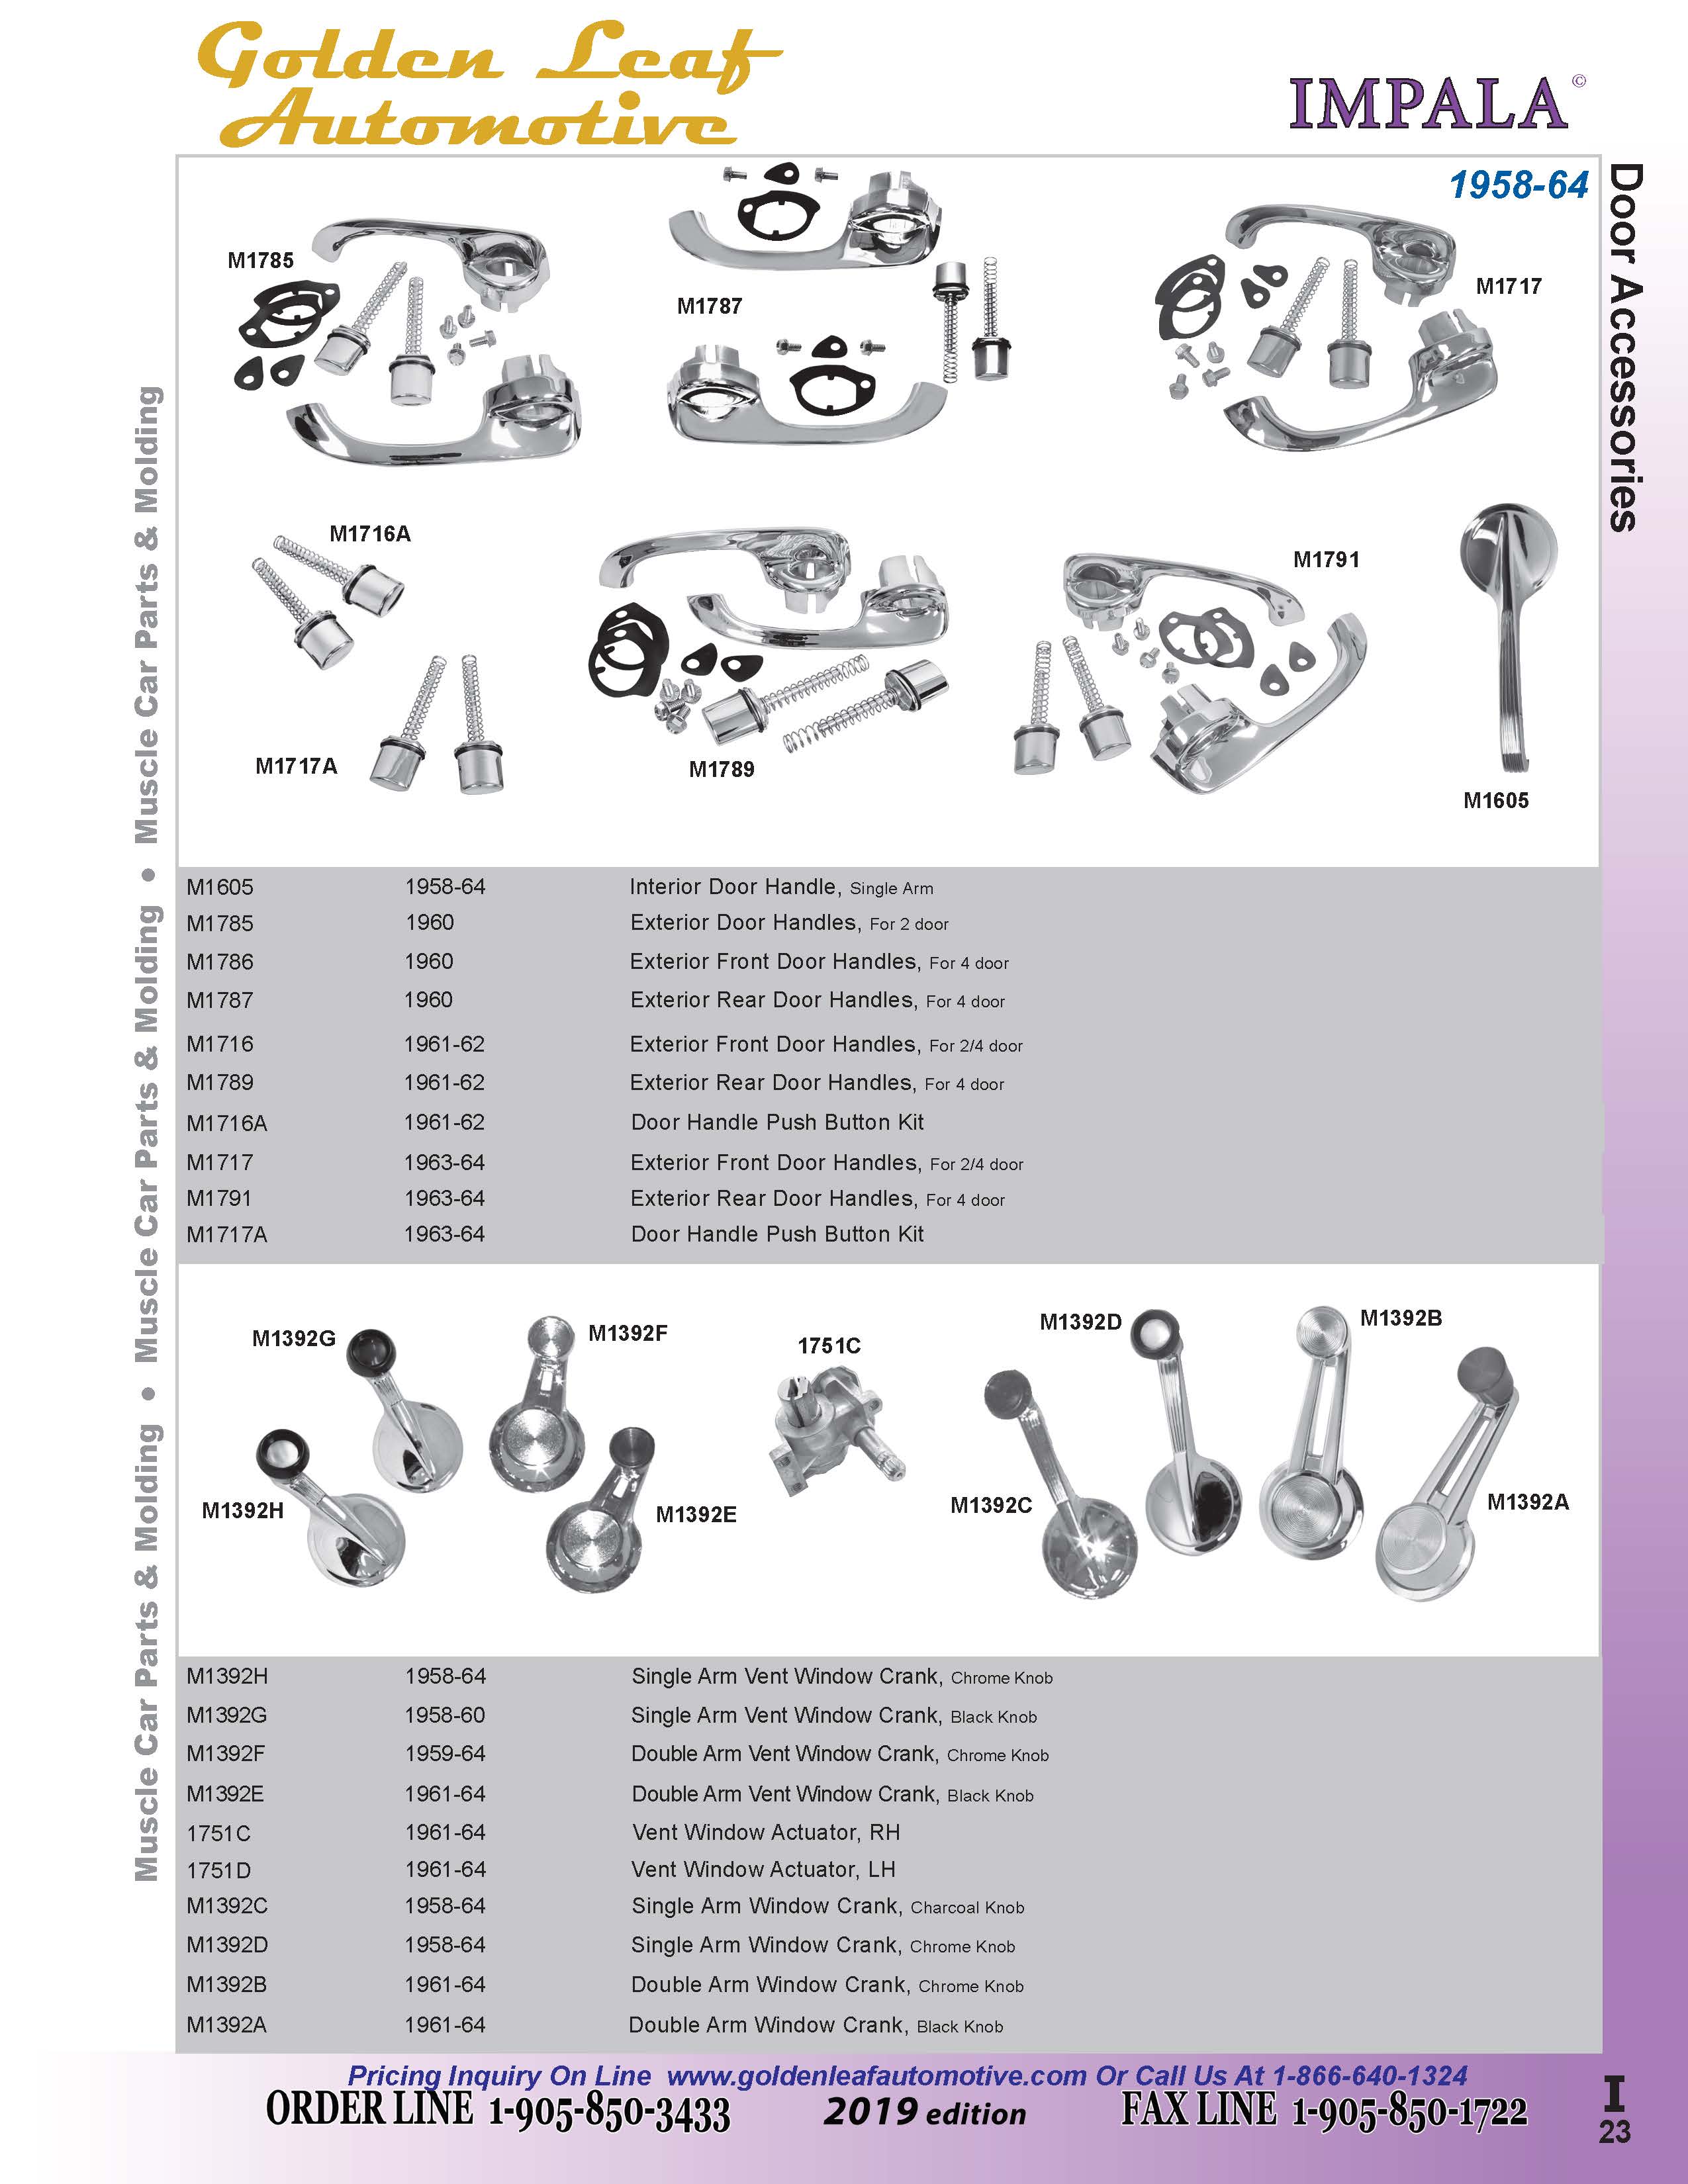 Golden Leaf
Automotive
IMPALA©
1958-64
Door Accessories
Muscle Car Parts & Molding • Muscle Car Parts & Molding • Muscle Car Parts & Molding
M1785
M1787
M1717
M1716A
M1791
M1717A
M1789
M1605
M1605 1958-64 Interior Door Handle, Single Arm
M1785 1960 Exterior Door Handles, For 2 door
M1786 1960 Exterior Front Door Handles, For 4 door
M1787 1960 Exterior Rear Door Handles, For 4 door
M1716 1961-62 Exterior Front Door Handles, For 2/4 door
M1789 1961-62 Exterior Rear Door Handles, For 4 door
M1716A 1961-62 Door Handle Push Button Kit
M1717 1963-64 Exterior Front Door Handles, For 2/4 door
M1791 1963-64 Exterior Rear Door Handles, For 4 door
M1717A 1963-64 Door Handle Push Button Kit
M1392G
M1392F
1751C
M1392D
M1392B
M1392H
M1392E
M1392C
M1392A
M1392H 1958-64 Single Arm Vent Window Crank, Chrome Knob
M1392G 1958-60 Single Arm Vent Window Crank, Black Knob
M1392F 1959-64 Double Arm Vent Window Crank, Chrome Knob
M1392E 1961-64 Double Arm Vent Window Crank, Black Knob
1751C 1961-64 Vent Window Actuator, RH
1751D 1961-64 Vent Window Actuator, LH
M1392C 1958-64 Single Arm Window Crank, Charcoal Knob
M1392D 1958-64 Single Arm Window Crank, Chrome Knob
M1392B 1961-64 Double Arm Window Crank, Chrome Knob
M1392A 1961-64 Double Arm Window Crank, Black Knob
Pricing Inquiry On Line www.goldenleafautomotive.com Or Call Us At 1-866-640-1324
ORDER LINE 1-905-850-3433 2019 edition FAX LINE 1-905-850-1722
I
23